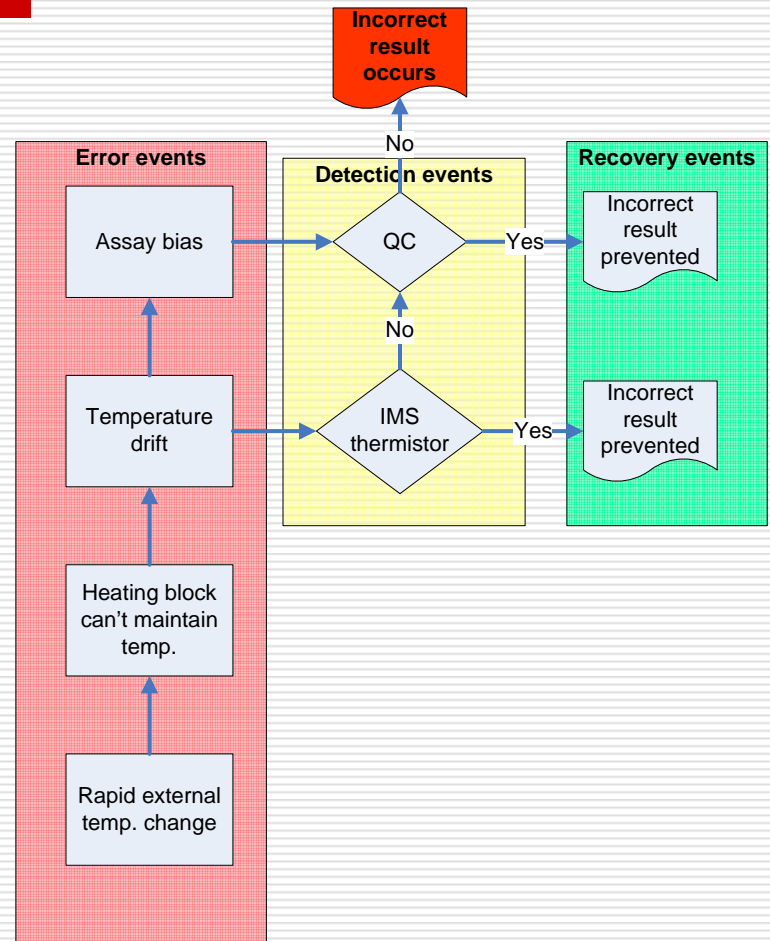 Incorrect
result
occurs
No
Error events
Detection events
Recovery events
Assay bias
QC
Yes
Incorrect
result
prevented
No
Temperature
drift
IMS
thermistor
Yes
Incorrect
result
prevented
Heating block
can't maintain
temp.
Rapid external
temp. change